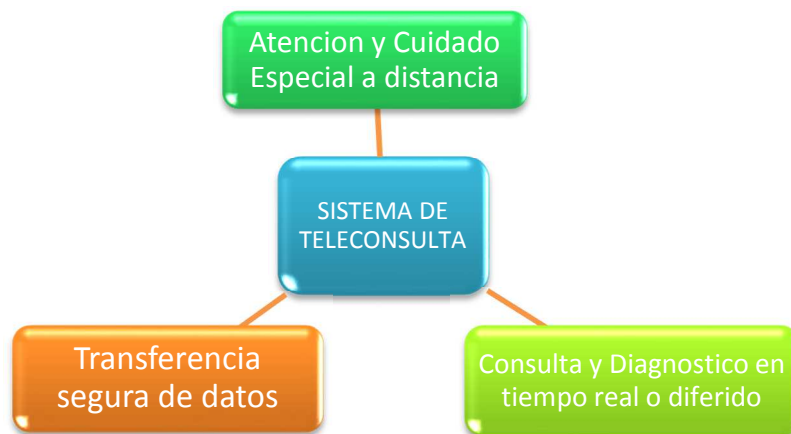 Atencion y Cuidado
Especial a distancia
SISTEMA DE
TELECONSULTA
Transferencia
segura de datos
Consulta y Diagnostico en
tiempo real o diferido